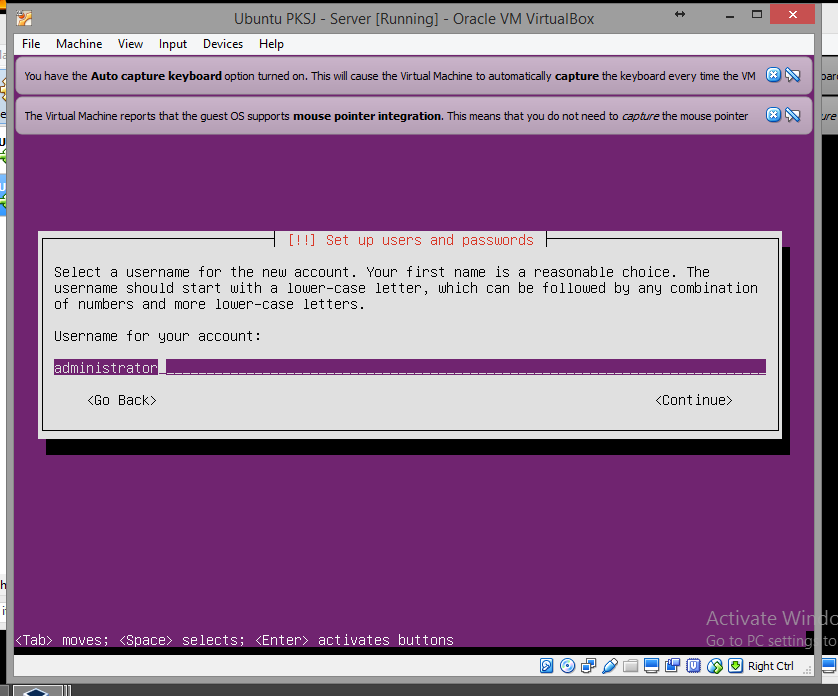 Ubuntu PKSJ - Server [Running] - Oracle VM VirtualBox
File Machine View Input Devices Help
You have the Auto capture keyboard option turned on. This will cause the Virtual Machine to automatically capture the keyboard every time the VM
The Virtual Machine reports that the guest OS supports mouse pointer integration. This means that you do not need to capture the mouse pointer
[!!] Set up users and passwords
Select a username for the new account. Your first name is a reasonable choice. The
username should start with a lower-case letter, which can be followed by any combination
of numbers and more lower-case letters.
Username for your account:
administrator
<Go Back> <Continue>
Activate Windo
Go to PC settings to
<Tab> moves; <Space> selects; <Enter> activates buttons
Right Ctrl